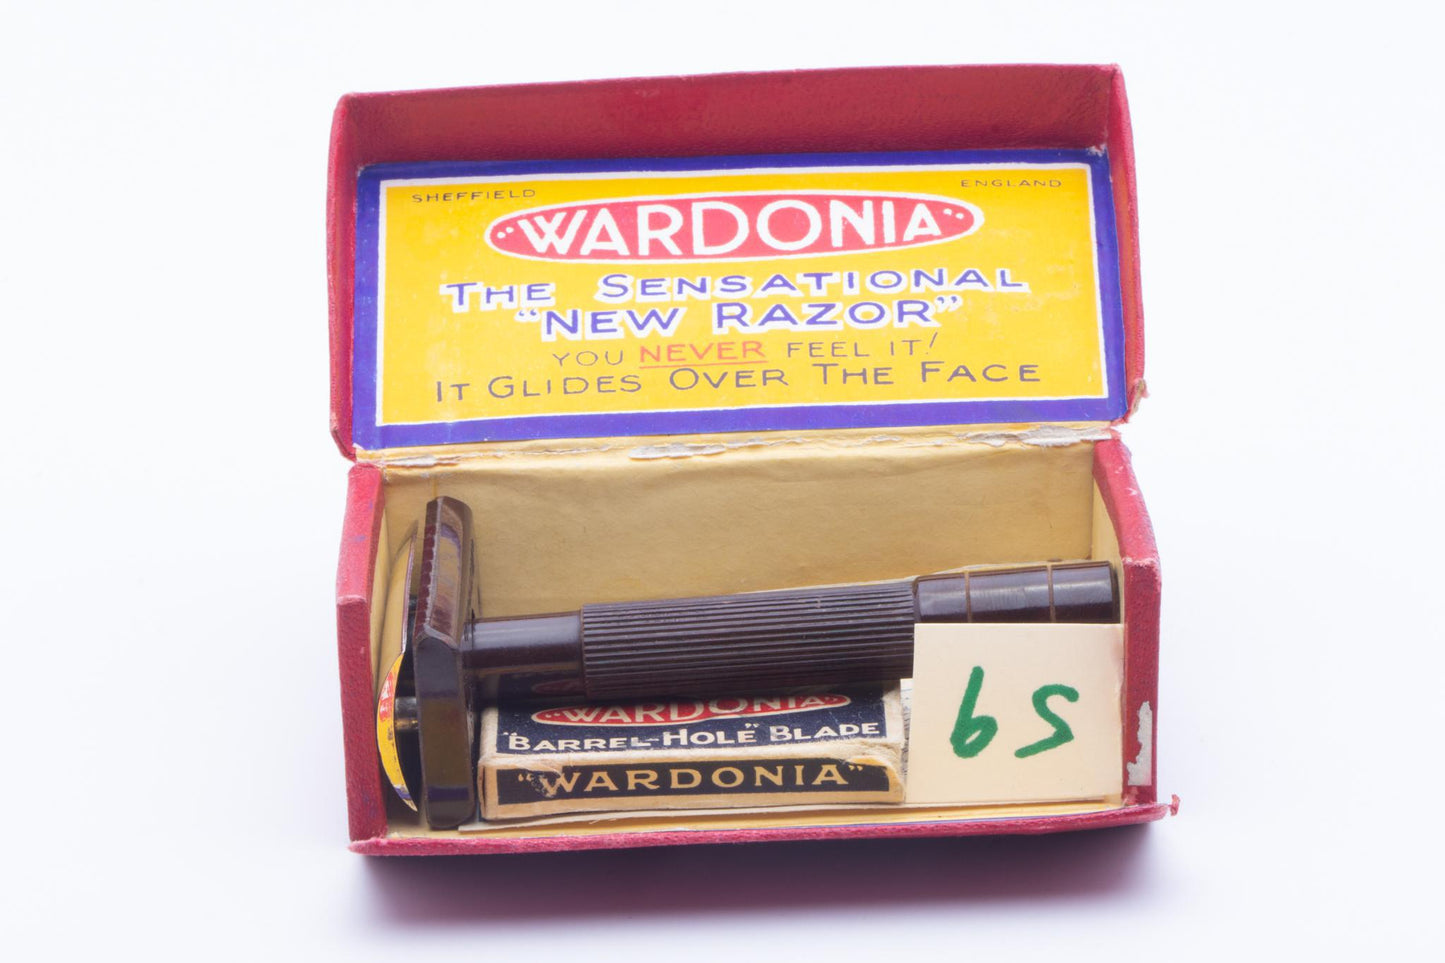 SHEFFIELD ENGLAND
"WARDONIA"
THE SENSATIONAL
"NEW RAZOR"
YOU NEVER FEEL IT!
IT GLIDES OVER THE FACE
"WARDONIA"
"BARREL-HOLE" BLADE
"WARDONIA"
65